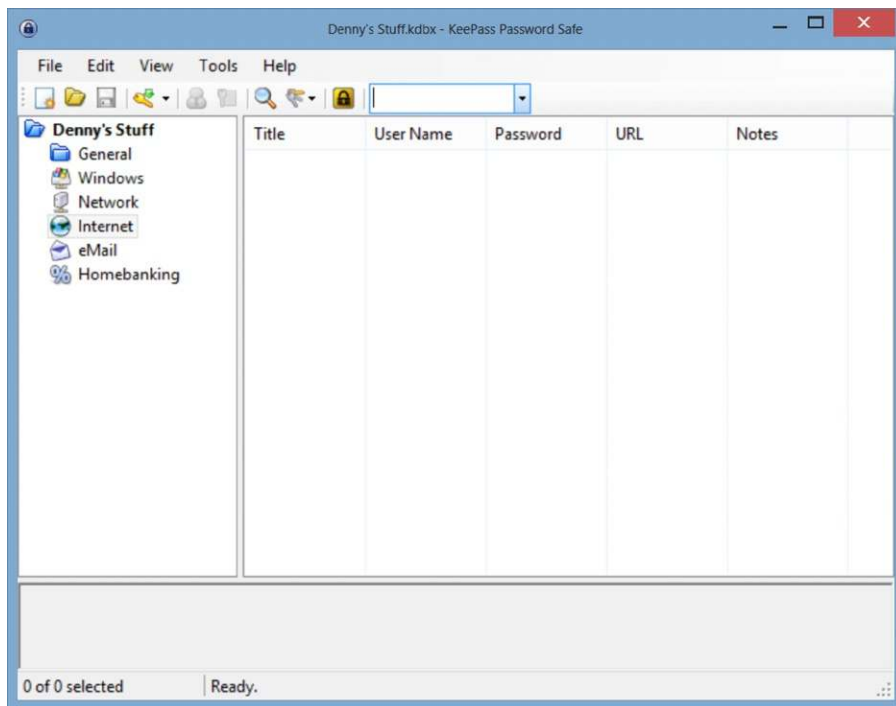 Denny's Stuff.kdbx - KeePass Password Safe
File Edit View Tools Help
Denny's Stuff
General
Windows
Network
Internet
eMail
Homebanking
Title User Name Password URL Notes
0 of 0 selected Ready.